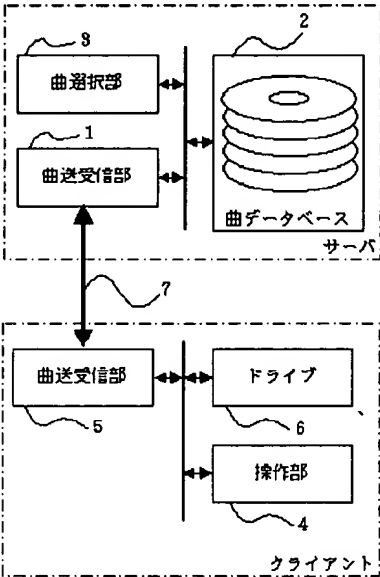 3
2
曲選択部
1
曲送受信部
曲データベース
サーバ
7
曲送受信部
ドライブ
5
6
操作部
4
クライアント